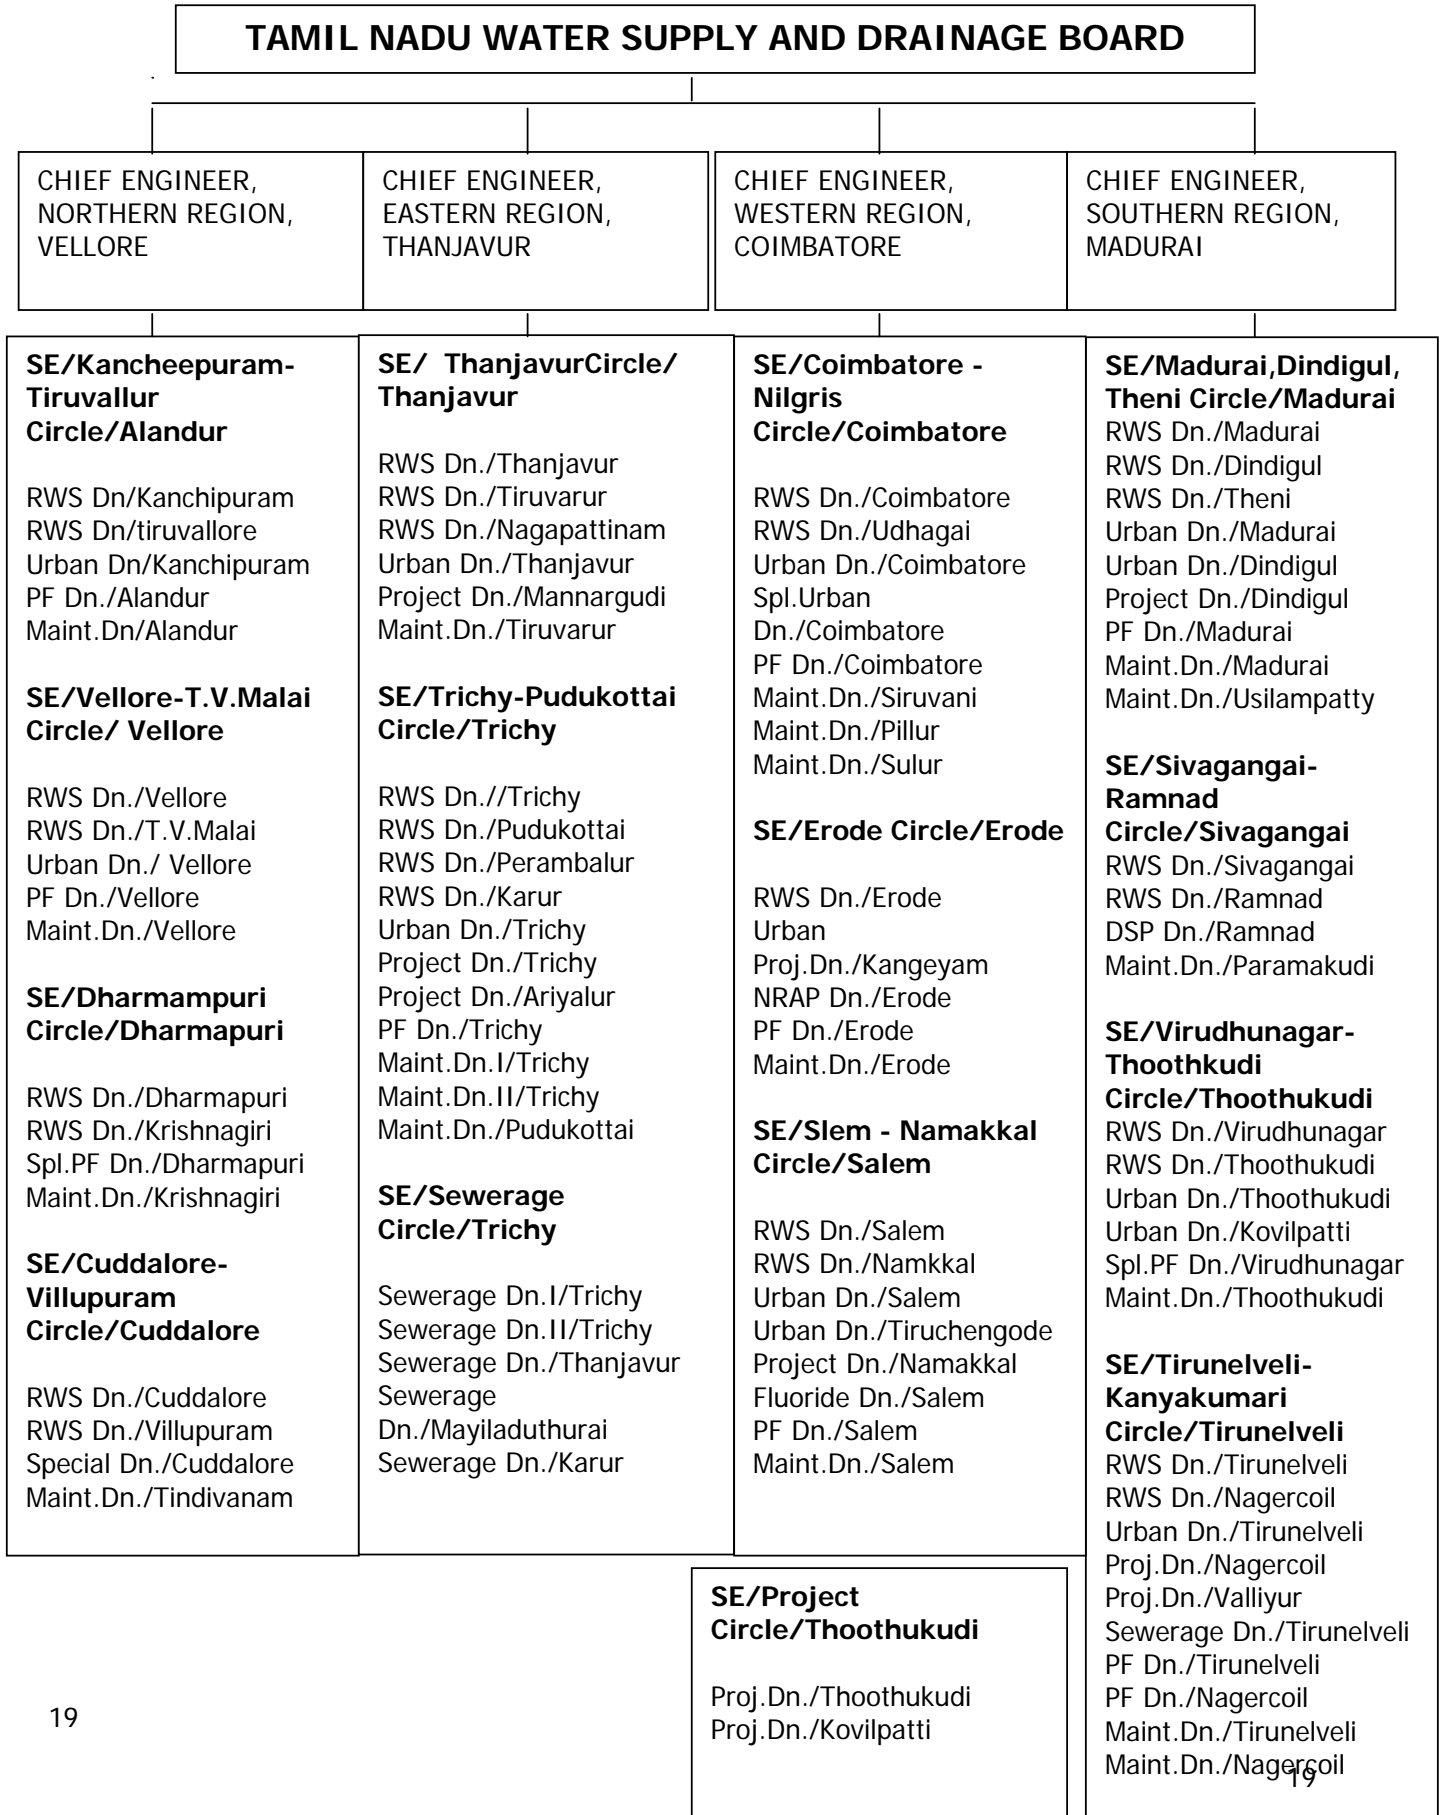 TAMIL NADU WATER SUPPLY AND DRAINAGE BOARD
CHIEF ENGINEER,
NORTHERN REGION,
VELLORE
CHIEF ENGINEER,
EASTERN REGION,
THANJAVUR
CHIEF ENGINEER,
WESTERN REGION,
COIMBATORE
CHIEF ENGINEER,
SOUTHERN REGION,
MADURAI
SE/Kancheepuram-
Tiruvallur
Circle/Alandur
RWS Dn/Kanchipuram
RWS Dn/tiruvallore
Urban Dn/Kanchipuram
PF Dn./Alandur
Maint.Dn/Alandur
SE/Vellore-T.V.Malai
Circle/ Vellore
RWS Dn./Vellore
RWS Dn./T.V.Malai
Urban Dn./ Vellore
PF Dn./Vellore
Maint.Dn./Vellore
SE/Dharmampuri
Circle/Dharmapuri
RWS Dn./Dharmapuri
RWS Dn./Krishnagiri
Spl.PF Dn./Dharmapuri
Maint.Dn./Krishnagiri
SE/Cuddalore-
Villupuram
Circle/Cuddalore
RWS Dn./Cuddalore
RWS Dn./Villupuram
Special Dn./Cuddalore
Maint.Dn./Tindivanam
SE/ ThanjavurCircle/
Thanjavur
RWS Dn./Thanjavur
RWS Dn./Tiruvarur
RWS Dn./Nagapattinam
Urban Dn./Thanjavur
Project Dn./Mannargudi
Maint.Dn./Tiruvarur
SE/Trichy-Pudukottai
Circle/Trichy
RWS Dn.//Trichy
RWS Dn./Pudukottai
RWS Dn./Perambalur
RWS Dn./Karur
Urban Dn./Trichy
Project Dn./Trichy
Project Dn./Ariyalur
PF Dn./Trichy
Maint.Dn.I/Trichy
Maint.Dn.II/Trichy
Maint.Dn./Pudukottai
SE/Sewerage
Circle/Trichy
Sewerage Dn.I/Trichy
Sewerage Dn.II/Trichy
Sewerage Dn./Thanjavur
Sewerage
Dn./Mayiladuthurai
Sewerage Dn./Karur
SE/Coimbatore -
Nilgris
Circle/Coimbatore
RWS Dn./Coimbatore
RWS Dn./Udhagai
Urban Dn./Coimbatore
Spl.Urban
Dn./Coimbatore
PF Dn./Coimbatore
Maint.Dn./Siruvani
Maint.Dn./Pillur
Maint.Dn./Sulur
SE/Erode Circle/Erode
RWS Dn./Erode
Urban
Proj.Dn./Kangeyam
NRAP Dn./Erode
PF Dn./Erode
Maint.Dn./Erode
SE/Slem - Namakkal
Circle/Salem
RWS Dn./Salem
RWS Dn./Namkkal
Urban Dn./Salem
Urban Dn./Tiruchengode
Project Dn./Namakkal
Fluoride Dn./Salem
PF Dn./Salem
Maint.Dn./Salem
SE/Madurai,Dindigul,
Theni Circle/Madurai
RWS Dn./Madurai
RWS Dn./Dindigul
RWS Dn./Theni
Urban Dn./Madurai
Urban Dn./Dindigul
Project Dn./Dindigul
PF Dn./Madurai
Maint.Dn./Madurai
Maint.Dn./Usilampatty
SE/Sivagangai-
Ramnad
Circle/Sivagangai
RWS Dn./Sivagangai
RWS Dn./Ramnad
DSP Dn./Ramnad
Maint.Dn./Paramakudi
SE/Virudhunagar-
Thoothkudi
Circle/Thoothukudi
RWS Dn./Virudhunagar
RWS Dn./Thoothukudi
Urban Dn./Thoothukudi
Urban Dn./Kovilpatti
Spl.PF Dn./Virudhunagar
Maint.Dn./Thoothukudi
SE/Tirunelveli-
Kanyakumari
Circle/Tirunelveli
RWS Dn./Tirunelveli
RWS Dn./Nagercoil
Urban Dn./Tirunelveli
Proj.Dn./Nagercoil
Proj.Dn./Valliyur
Sewerage Dn./Tirunelveli
PF Dn./Tirunelveli
PF Dn./Nagercoil
Maint.Dn./Tirunelveli
Maint.Dn./Nagercoil
SE/Project
Circle/Thoothukudi
Proj.Dn./Thoothukudi
Proj.Dn./Kovilpatti
19
19